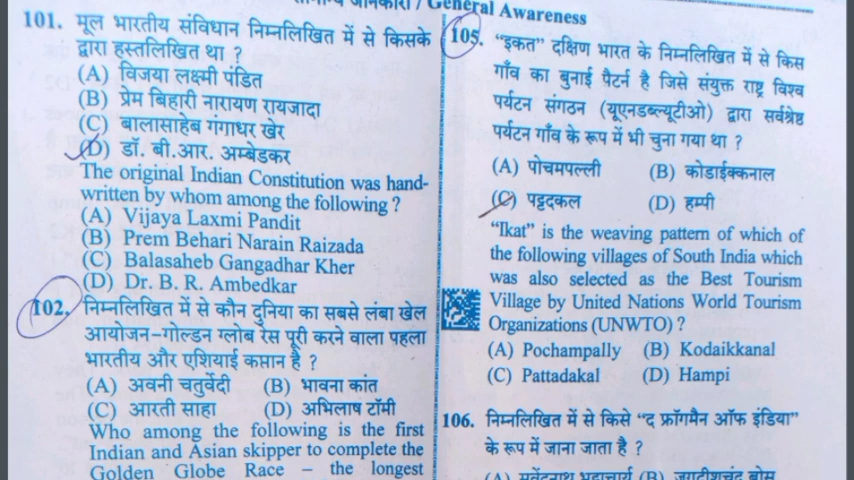 सामान्य जानकारी / General Awareness
101. मूल भारतीय संविधान निम्नलिखित में से किसके
द्वारा हस्तलिखित था ?
(A) विजया लक्ष्मी पंडित
(B) प्रेम बिहारी नारायण रायजादा
(C) बालासाहेब गंगाधर खेर
(D) डॉ. बी.आर. अम्बेडकर
The original Indian Constitution was hand-
written by whom among the following ?
(A) Vijaya Laxmi Pandit
(B) Prem Behari Narain Raizada
(C) Balasaheb Gangadhar Kher
(D) Dr. B. R. Ambedkar
102. निम्नलिखित में से कौन दुनिया का सबसे लंबा खेल
आयोजन-गोल्डन ग्लोब रेस पूरी करने वाला पहला
भारतीय और एशियाई कप्तान है ?
(A) अवनी चतुर्वेदी (B) भावना कांत
(C) आरती साहा (D) अभिलाष टॉमी
Who among the following is the first
Indian and Asian skipper to complete the
Golden Globe Race – the longest
105. “इकत” दक्षिण भारत के निम्नलिखित में से किस
गाँव का बुनाई पैटर्न है जिसे संयुक्त राष्ट्र विश्व
पर्यटन संगठन (यूएनडब्ल्यूटीओ) द्वारा सर्वश्रेष्ठ
पर्यटन गाँव के रूप में भी चुना गया था ?
(A) पोचमपल्ली (B) कोडाईक्कनाल
(C) पट्टदकल (D) हम्पी
“Ikat” is the weaving pattern of which of
the following villages of South India which
was also selected as the Best Tourism
Village by United Nations World Tourism
Organizations (UNWTO) ?
(A) Pochampally (B) Kodaikkanal
(C) Pattadakal (D) Hampi
106. निम्नलिखित में से किसे “द फ्रॉगमैन ऑफ इंडिया”
के रूप में जाना जाता है ?
(A) भट्टाचार्य (B) जगदीशचंद्र बोस